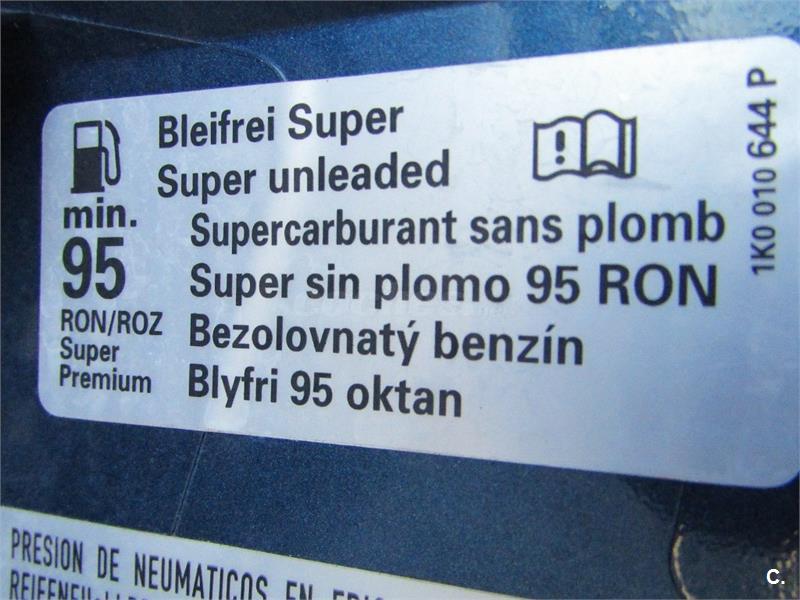 Bleifrei Super
Super unleaded
Supercarburant sans plomb
Super sin plomo 95 RON
Bezolovnatý benzín
Blyfri 95 oktan
min.
95
RON/ROZ
Super
Premium
1K0 010 644 P
PRESION DE NEUMATICOS EN
C.